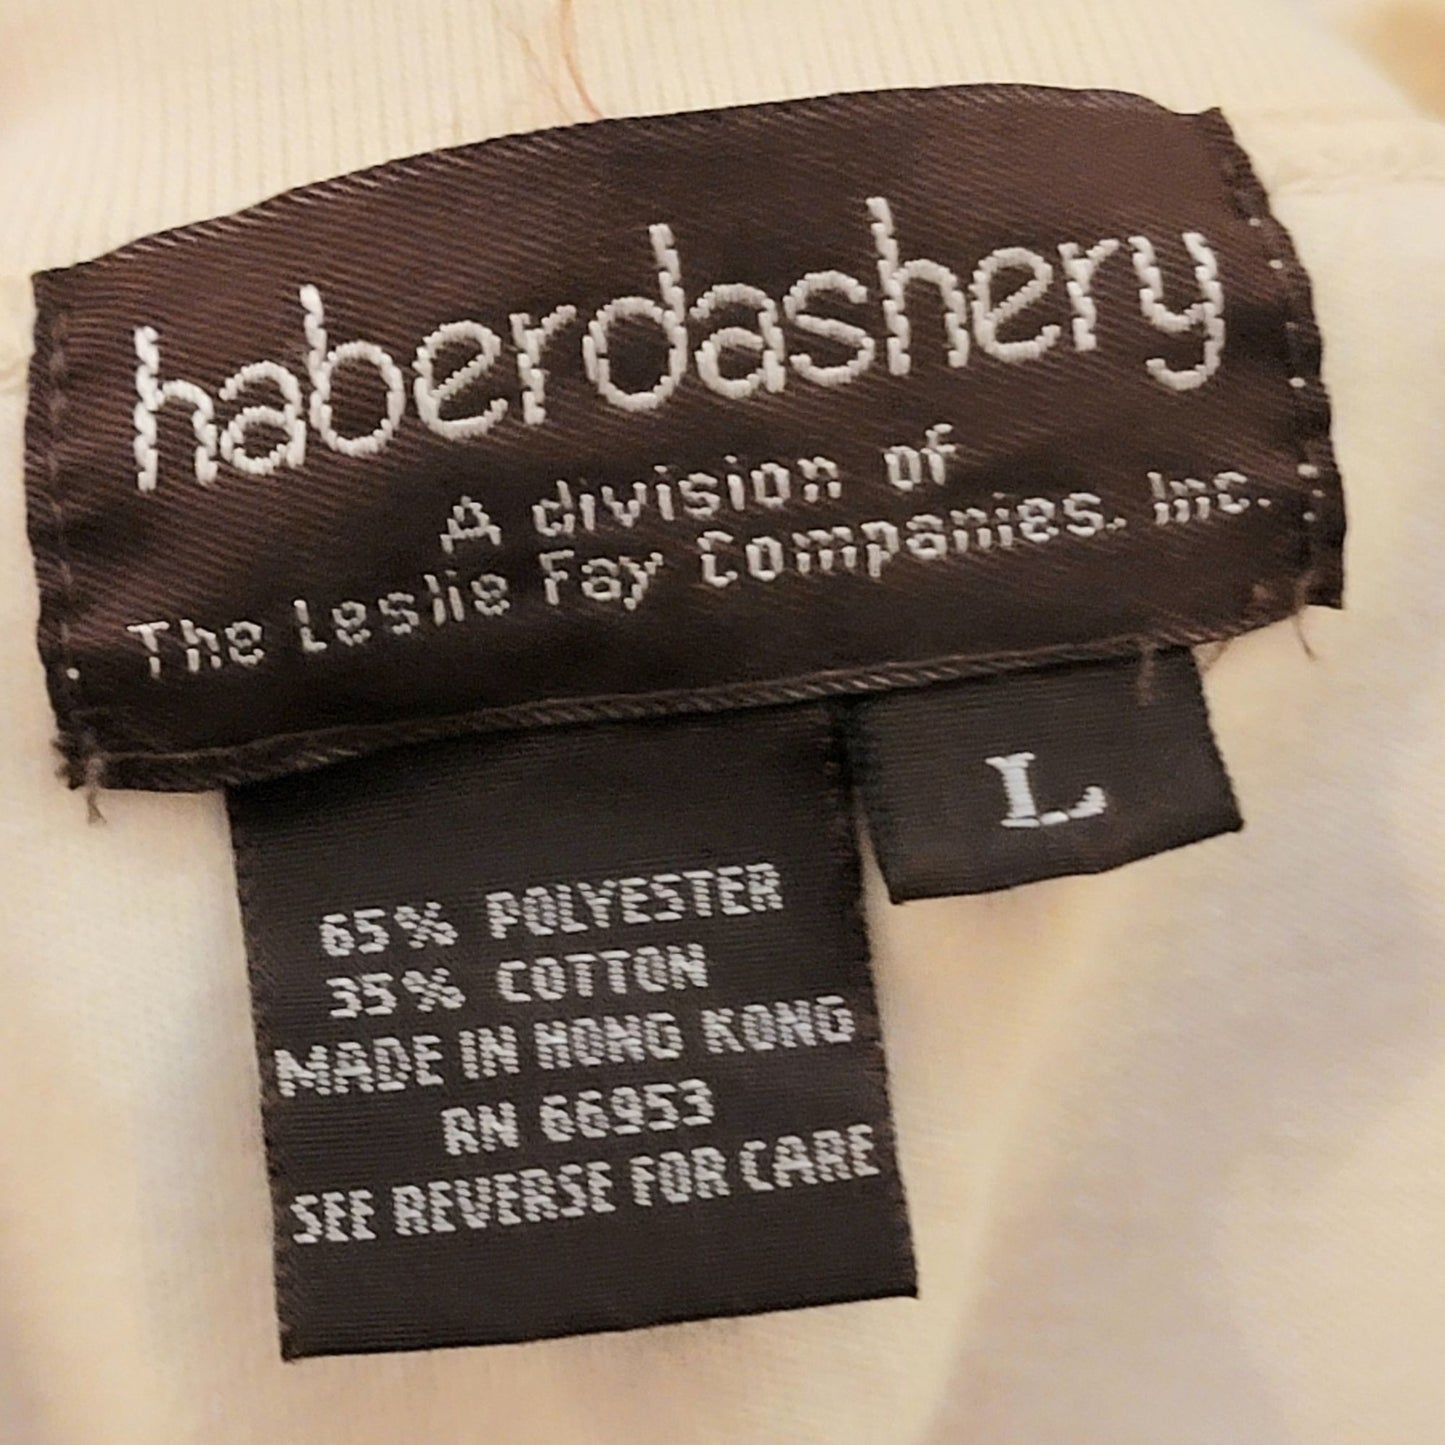 haberdashery
A division of
The Leslie Fay Companies, Inc.
L
65% POLYESTER
35% COTTON
MADE IN HONG KONG
RN 66953
SEE REVERSE FOR CARE